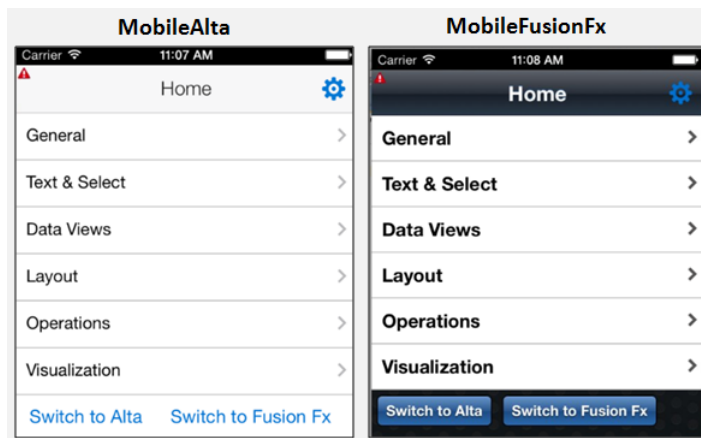 MobileAlta
Carrier 11:07 AM
Home
General
Text & Select
Data Views
Layout
Operations
Visualization
Switch to Alta Switch to Fusion Fx
MobileFusionFx
Carrier 11:08 AM
Home
General
Text & Select
Data Views
Layout
Operations
Visualization
Switch to Alta Switch to Fusion Fx